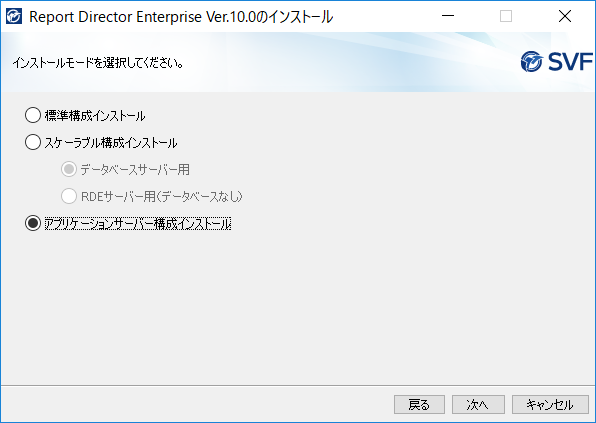 Report Director Enterprise Ver.10.0のインストール
インストールモードを選択してください。
SVF
標準構成インストール
スケーラブル構成インストール
データベースサーバー用
RDEサーバー用(データベースなし)
アプリケーションサーバー構成インストール
戻る
次へ
キャンセル